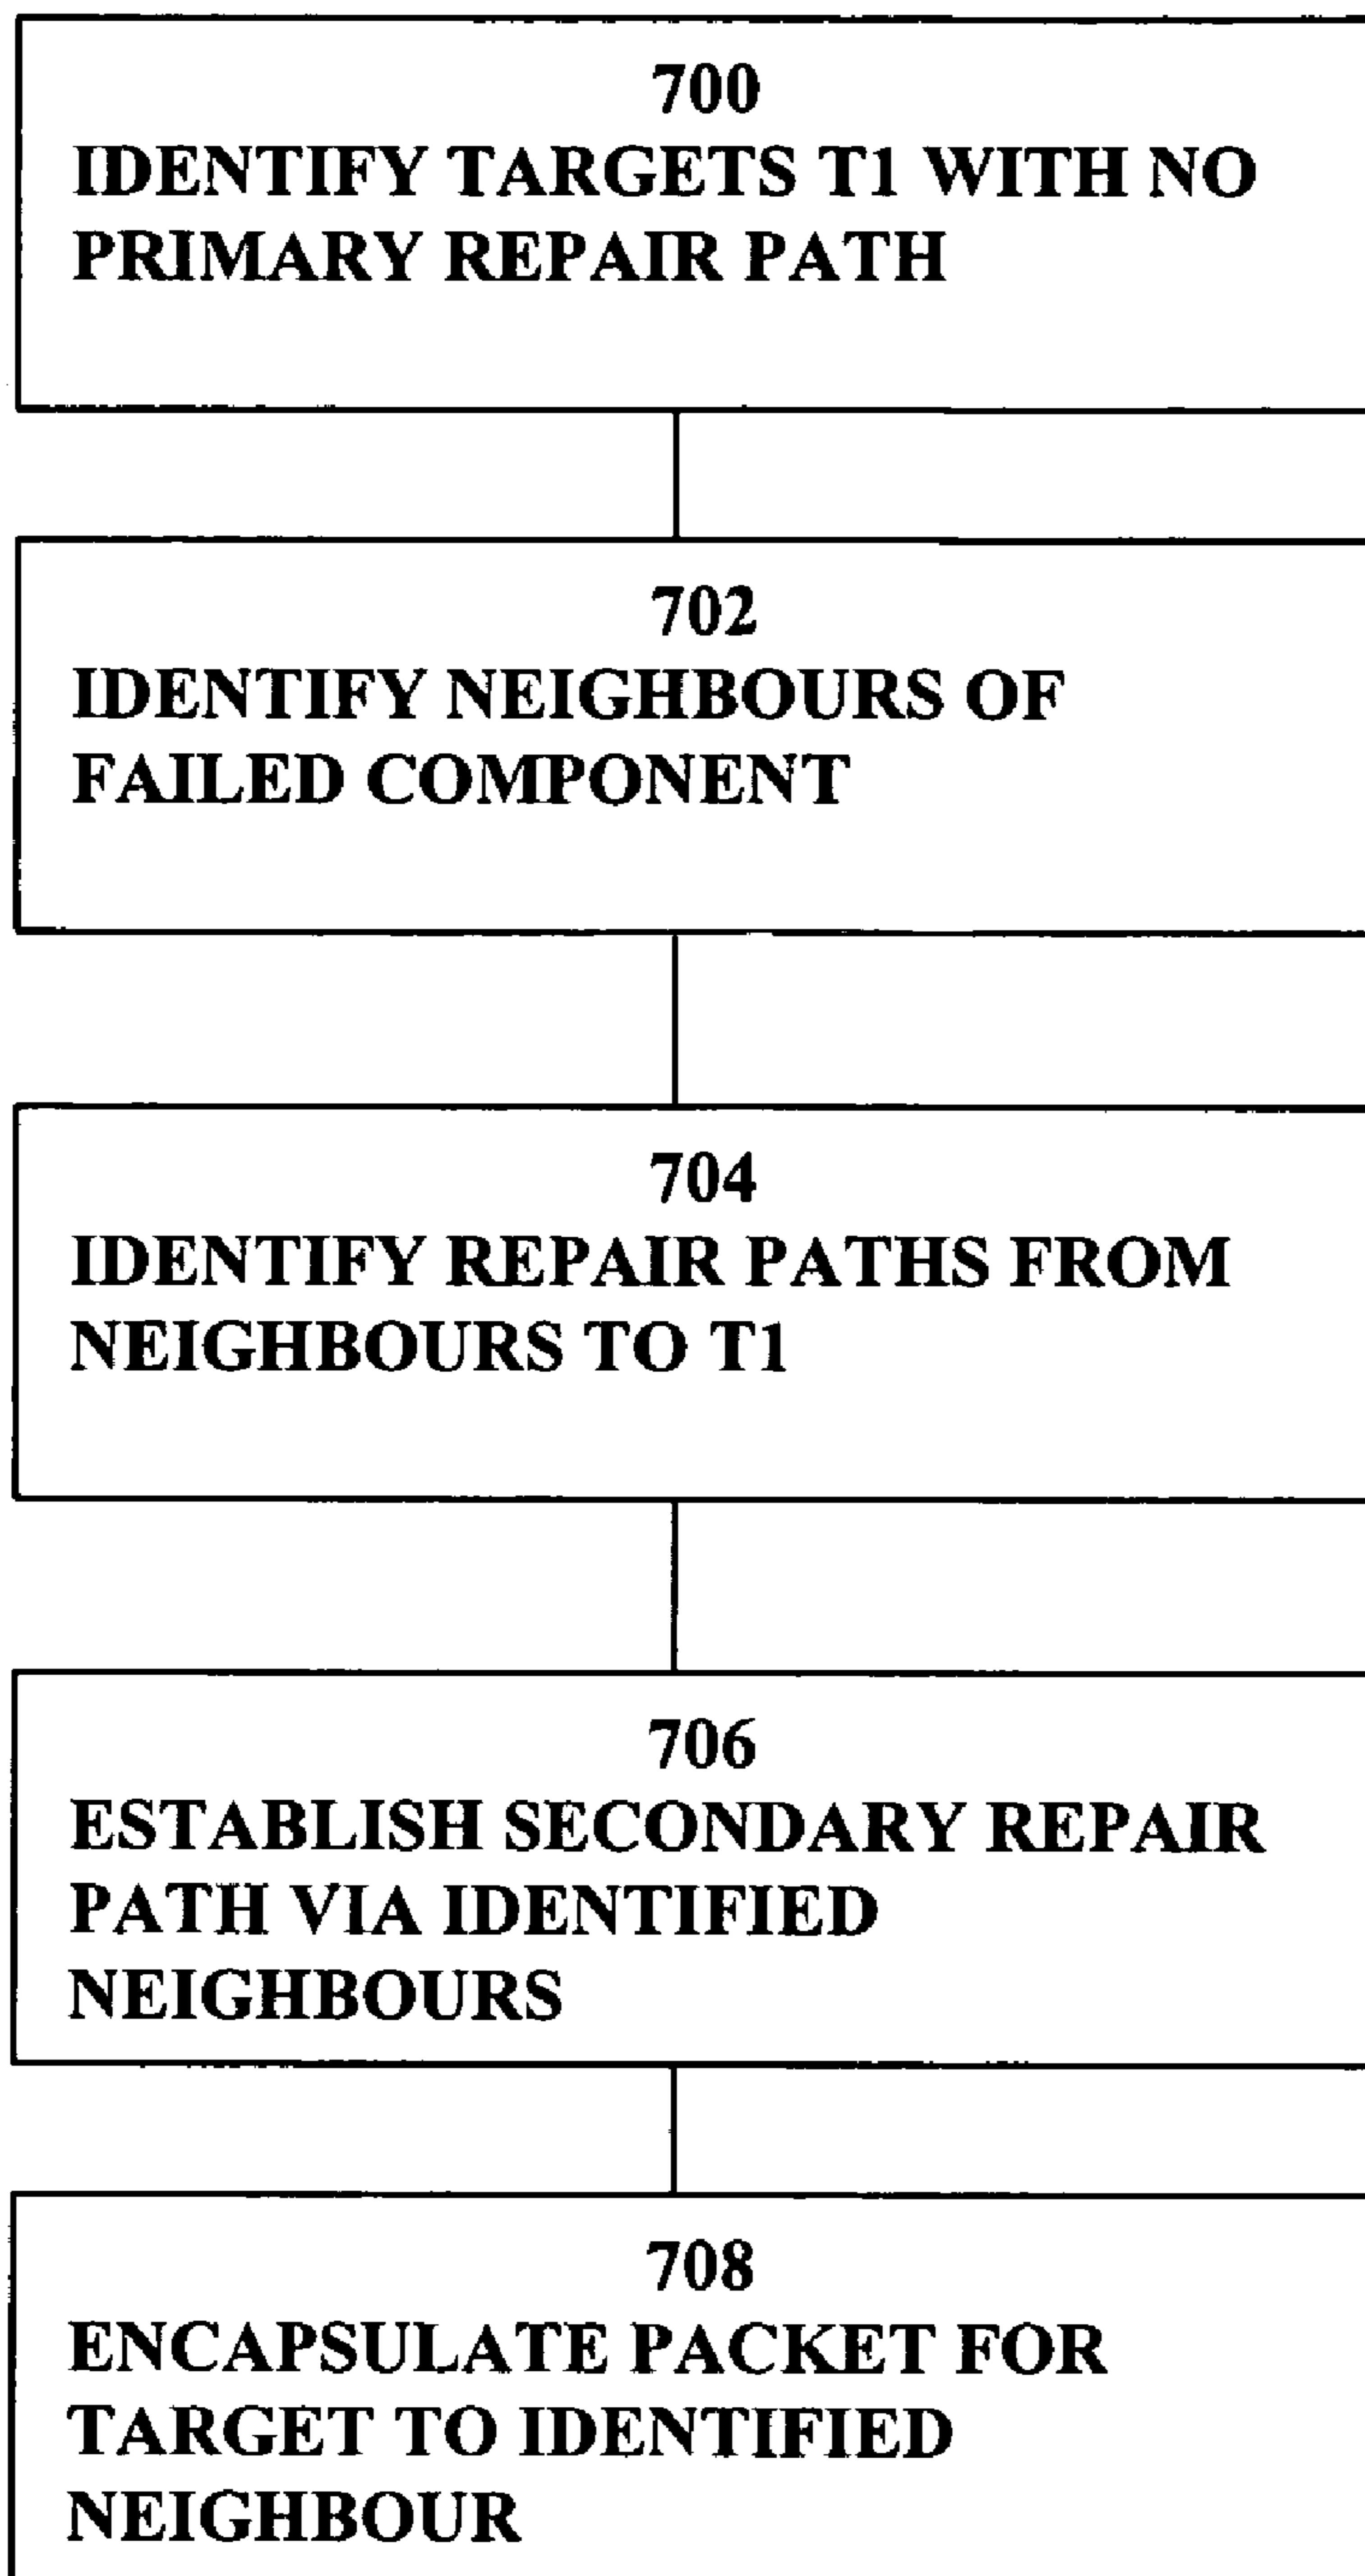 700
IDENTIFY TARGETS T1 WITH NO
PRIMARY REPAIR PATH
702
IDENTIFY NEIGHBOURS OF
FAILED COMPONENT
704
IDENTIFY REPAIR PATHS FROM
NEIGHBOURS TO T1
706
ESTABLISH SECONDARY REPAIR
PATH VIA IDENTIFIED
NEIGHBOURS
708
ENCAPSULATE PACKET FOR
TARGET TO IDENTIFIED
NEIGHBOUR